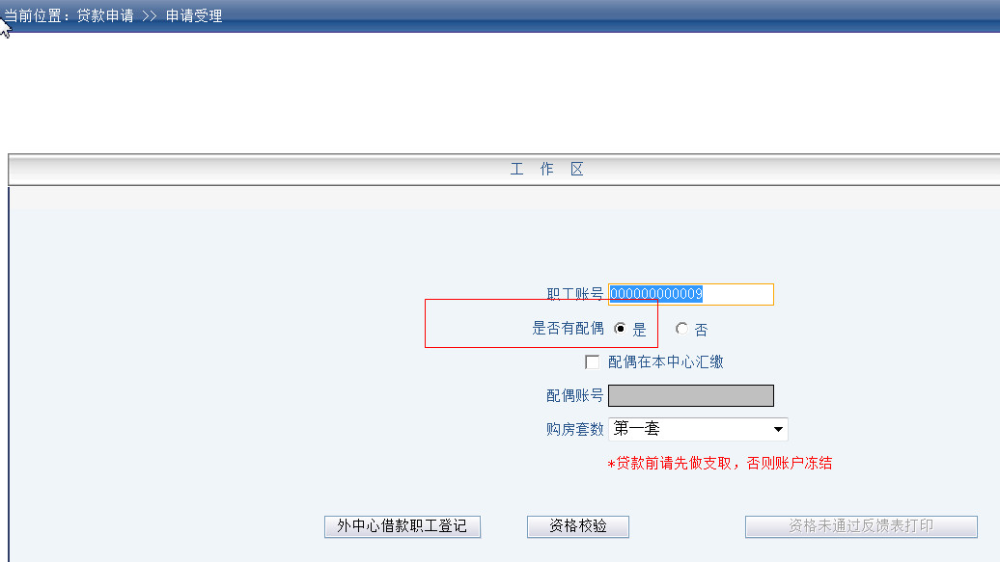 当前位置：贷款申请 >> 申请受理
工 作 区
职工账号 000000000009
是否有配偶 是 否
配偶在本中心汇缴
配偶账号
购房套数 第一套
*贷款前请先做支取，否则账户冻结
外中心借款职工登记 资格校验 资格未通过反馈表打印